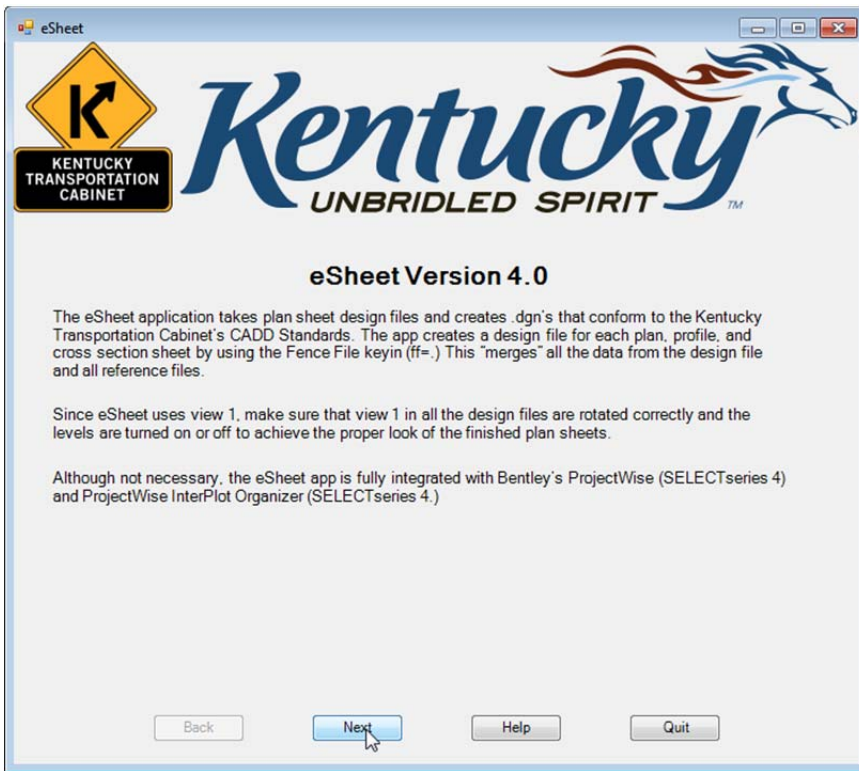 eSheet
K
KENTUCKY
TRANSPORTATION
CABINET
Kentucky
UNBRIDLED SPIRIT
TM
eSheet Version 4.0
The eSheet application takes plan sheet design files and creates .dgn's that conform to the Kentucky
Transportation Cabinet's CADD Standards. The app creates a design file for each plan, profile, and
cross section sheet by using the Fence File keyin (ff=.) This "merges" all the data from the design file
and all reference files.
Since eSheet uses view 1, make sure that view 1 in all the design files are rotated correctly and the
levels are turned on or off to achieve the proper look of the finished plan sheets.
Although not necessary, the eSheet app is fully integrated with Bentley's ProjectWise (SELECTseries 4)
and ProjectWise InterPlot Organizer (SELECTseries 4.)
Back Next Help Quit